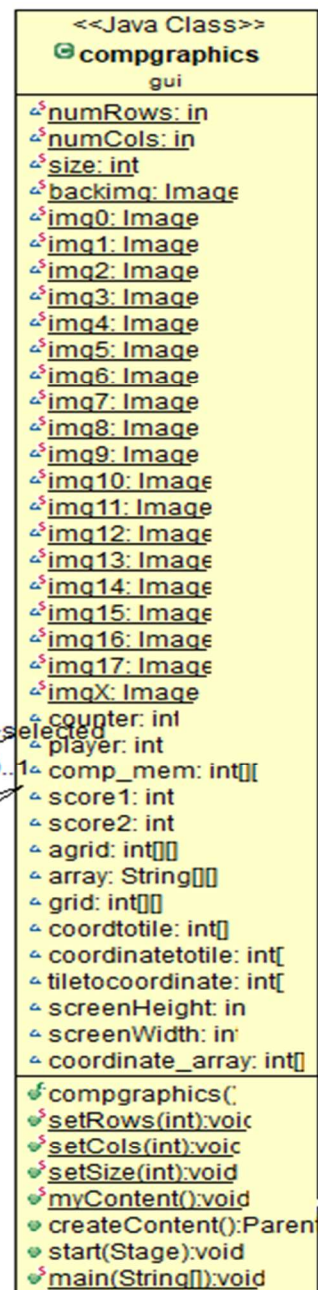 <<Java Class>>
compgraphics
gui
numRows: in
numCols: in
size: int
backimg: Image
img0: Image
img1: Image
img2: Image
img3: Image
img4: Image
img5: Image
img6: Image
img7: Image
img8: Image
img9: Image
img10: Image
img11: Image
img12: Image
img13: Image
img14: Image
img15: Image
img16: Image
img17: Image
imgX: Image
counter: int
selected
player: int
..1
comp_mem: int[][
score1: int
score2: int
agrid: int[][]
array: String[][]
grid: int[][]
coordtotile: int[]
coordinatetotile: int[
tiletocoordinate: int[
screenHeight: in
screenWidth: in
coordinate_array: int[]
compgraphics(
setRows(int):voic
setCols(int):voic
setSize(int):void
myContent():void
createContent():Parent
start(Stage):void
main(String[]):void